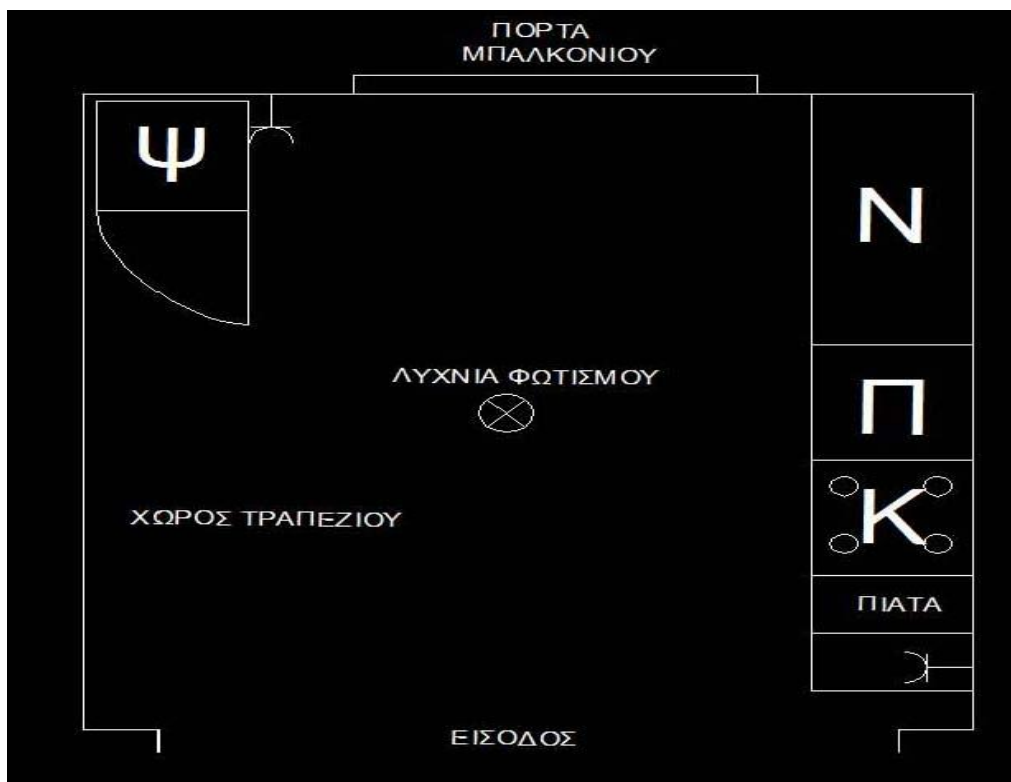 ΠΟΡΤΑ
ΜΠΑΛΚΟΝΙΟΥ
Ψ
Ν
ΛΥΧΝΙΑ ΦΩΤΙΣΜΟΥ
Π
ΧΩΡΟΣ ΤΡΑΠΕΖΙΟΥ
Κ
ΠΙΑΤΑ
ΕΙΣΟΔΟΣ